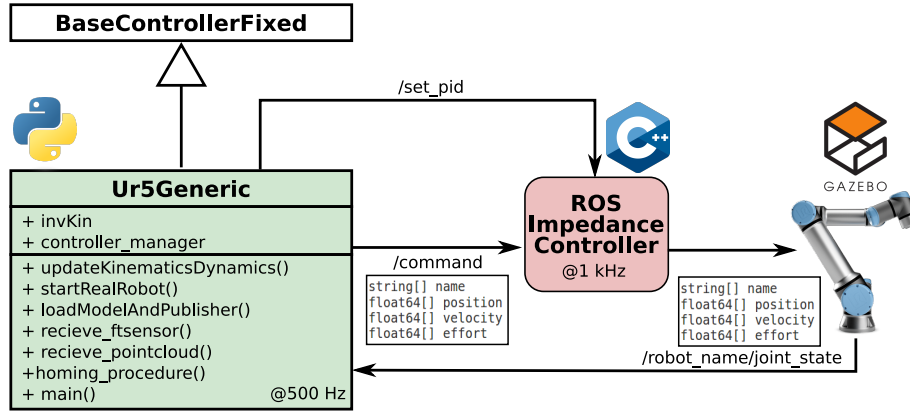 BaseControllerFixed
/set_pid
C++
GAZEBO
Ur5Generic
+ invKin
+ controller_manager
+ updateKinematicsDynamics()
+ startRealRobot()
+ loadModelAndPublisher()
+ recieve_ftsensor()
+ recieve_pointcloud()
+homing_procedure()
+ main()
@500 Hz
/command
string[] name
float64[] position
float64[] velocity
float64[] effort
ROS
Impedance
Controller
@1 kHz
string[] name
float64[] position
float64[] velocity
float64[] effort
/robot_name/joint_state